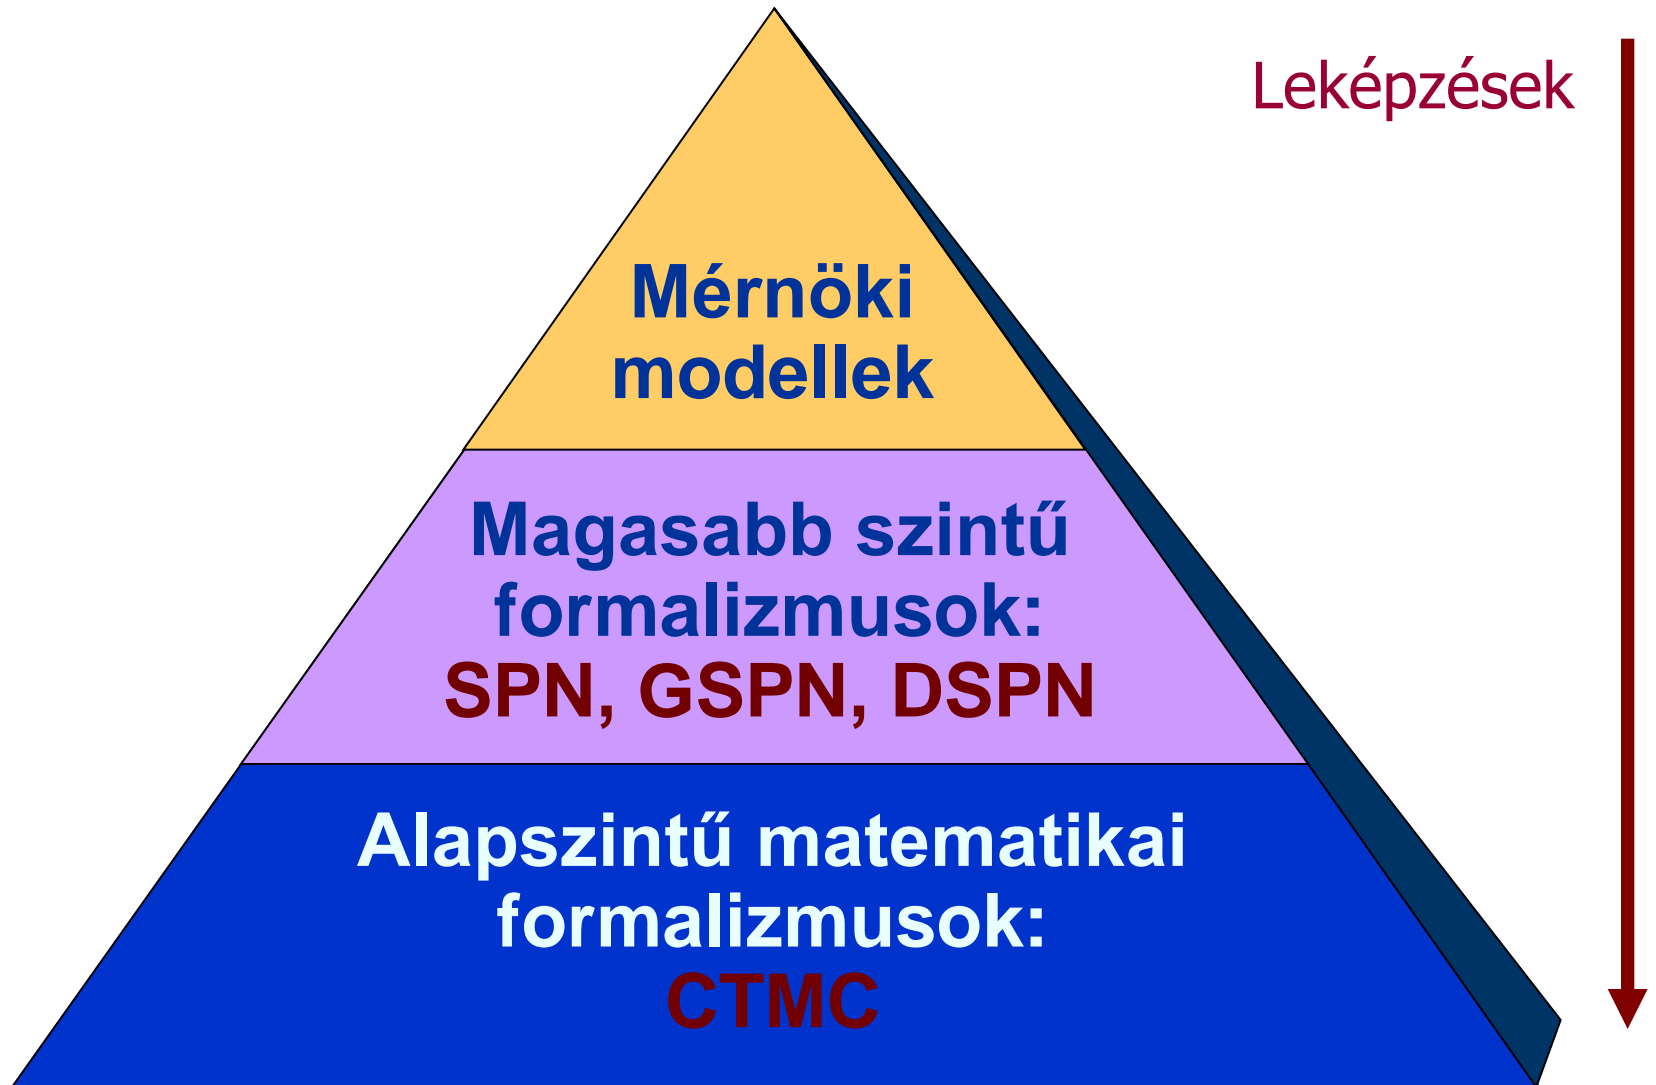 Leképzések
Mérnöki
modellek
Magasabb szintű
formalizmusok:
SPN, GSPN, DSPN
Alapszintű matematikai
formalizmusok:
CTMC